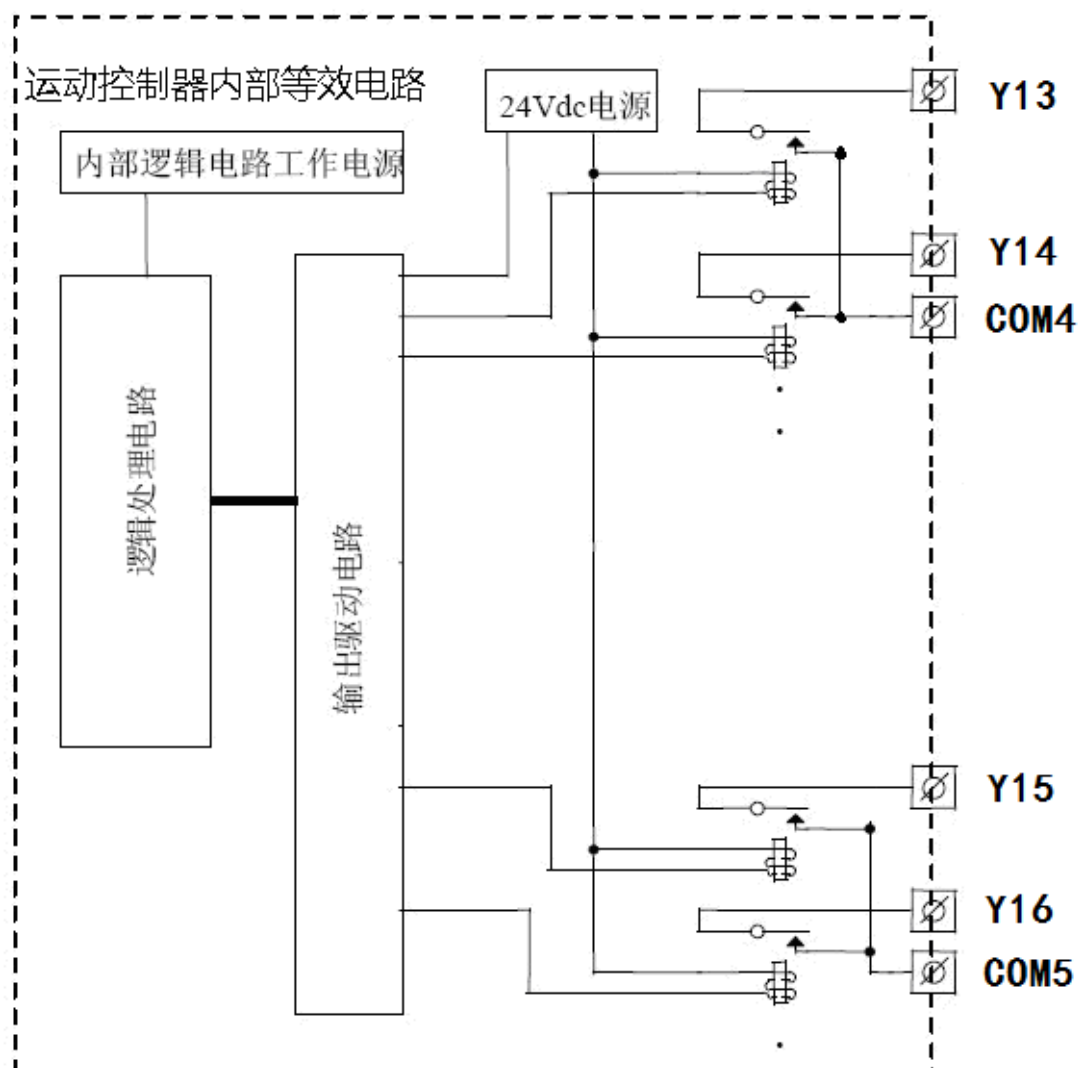 运动控制器内部等效电路
24Vdc电源
内部逻辑电路工作电源
逻辑处理电路
输出驱动电路
Y13
Y14
COM4
Y15
Y16
COM5